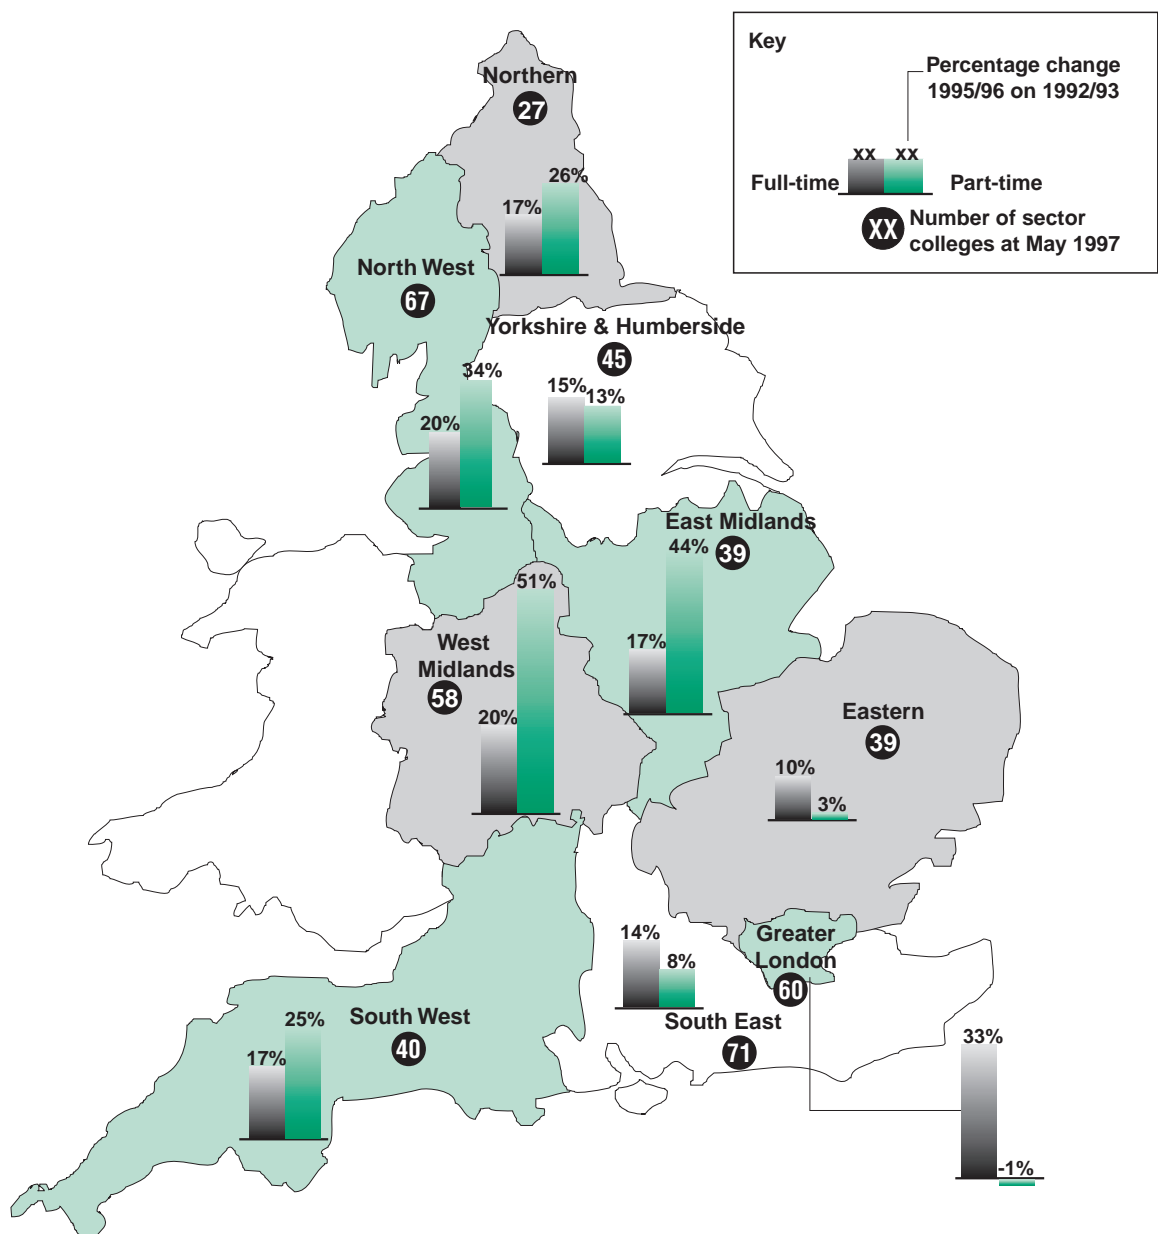 Key
Percentage change
1995/96 on 1992/93
xx xx
Full-time
Part-time
XX
Number of sector
colleges at May 1997
Northern
27
17%
26%
North West
67
20%
34%
Yorkshire & Humberside
45
15%
13%
East Midlands
39
17%
44%
West
Midlands
58
20%
51%
Eastern
39
10%
3%
Greater
London
60
33%
-1%
14%
8%
South East
71
South West
40
17%
25%